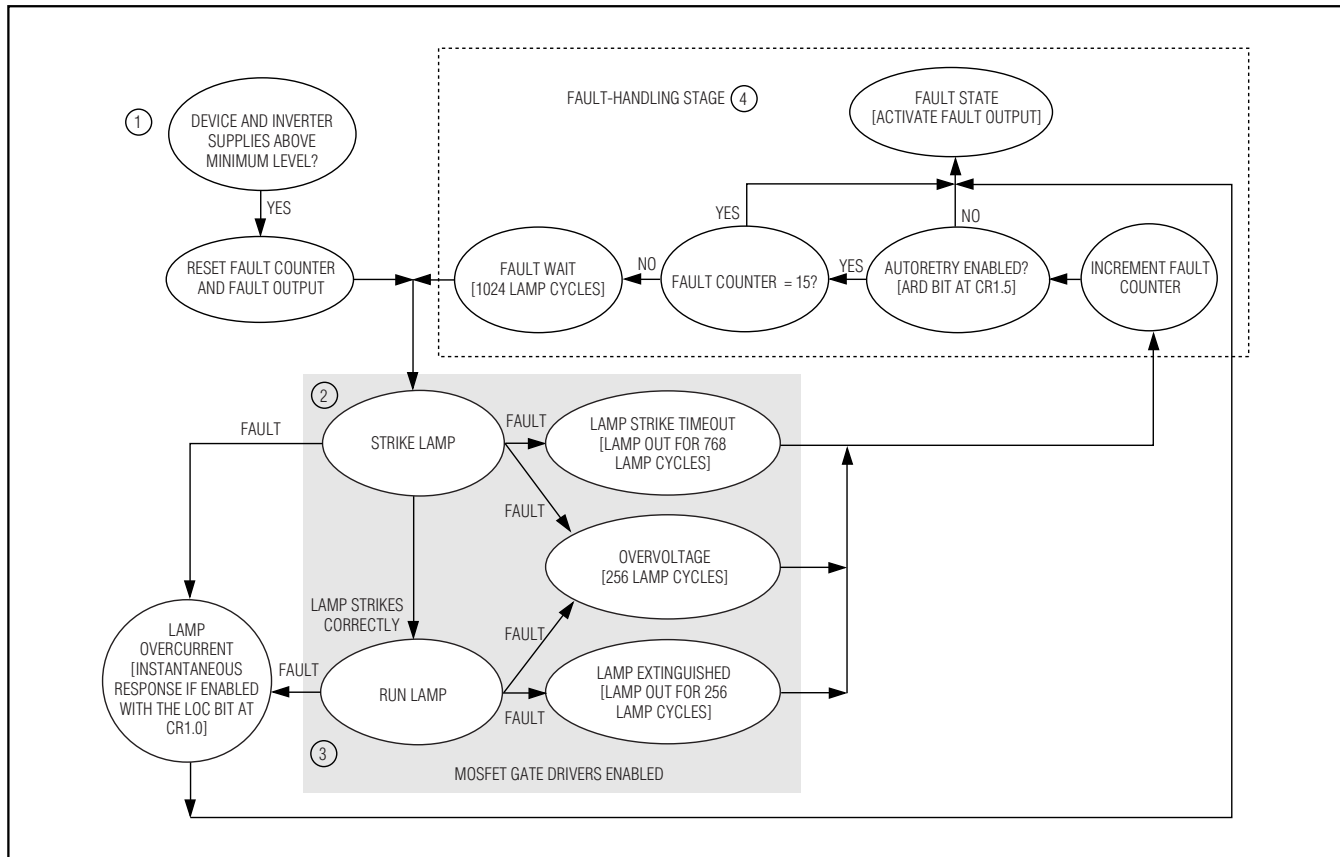 FAULT-HANDLING STAGE 4
FAULT STATE
[ACTIVATE FAULT OUTPUT]
1
DEVICE AND INVERTER
SUPPLIES ABOVE
MINIMUM LEVEL?
YES
YES
NO
RESET FAULT COUNTER
AND FAULT OUTPUT
FAULT WAIT
[1024 LAMP CYCLES]
NO
FAULT COUNTER = 15?
YES
AUTORETRY ENABLED?
[ARD BIT AT CR1.5]
INCREMENT FAULT
COUNTER
2
FAULT
STRIKE LAMP
FAULT
LAMP STRIKE TIMEOUT
[LAMP OUT FOR 768
LAMP CYCLES]
FAULT
OVERVOLTAGE
[256 LAMP CYCLES]
LAMP STRIKES
CORRECTLY
FAULT
LAMP
OVERCURRENT
[INSTANTANEOUS
RESPONSE IF ENABLED
WITH THE LOC BIT AT
CR1.0]
FAULT
RUN LAMP
FAULT
LAMP EXTINGUISHED
[LAMP OUT FOR 256
LAMP CYCLES]
3
MOSFET GATE DRIVERS ENABLED